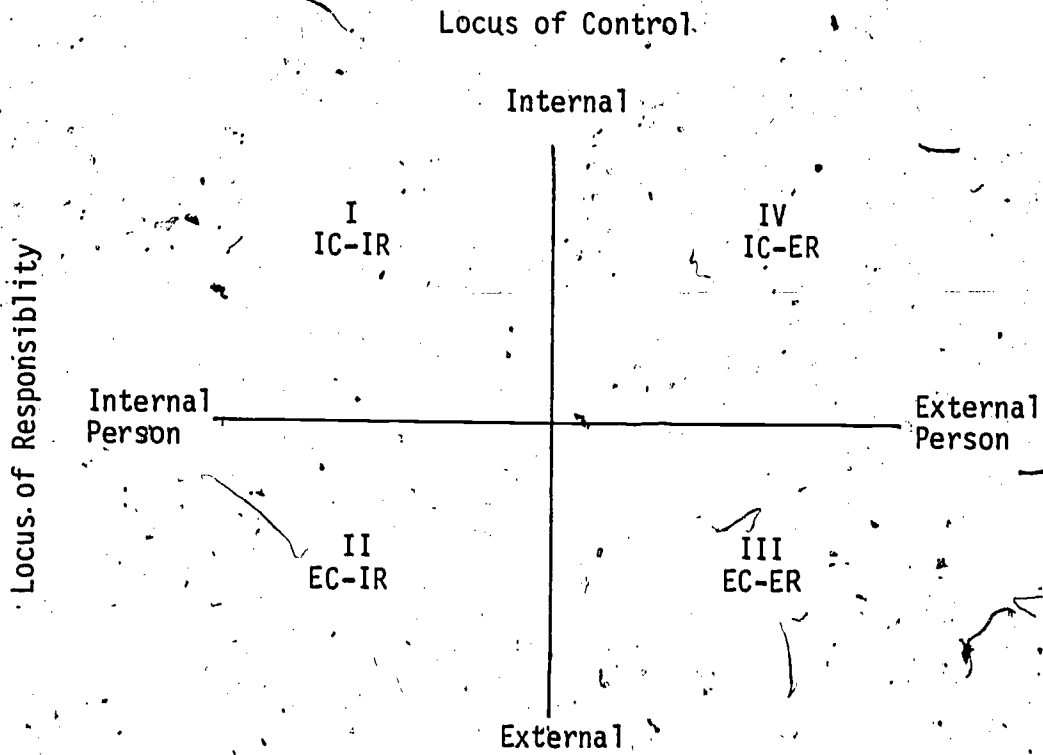 Locus of Control
Internal
I
IC-IR
IV
IC-ER
Locus of Responsiblity
Internal
Person
External
Person
II
EC-IR
III
EC-ER
External